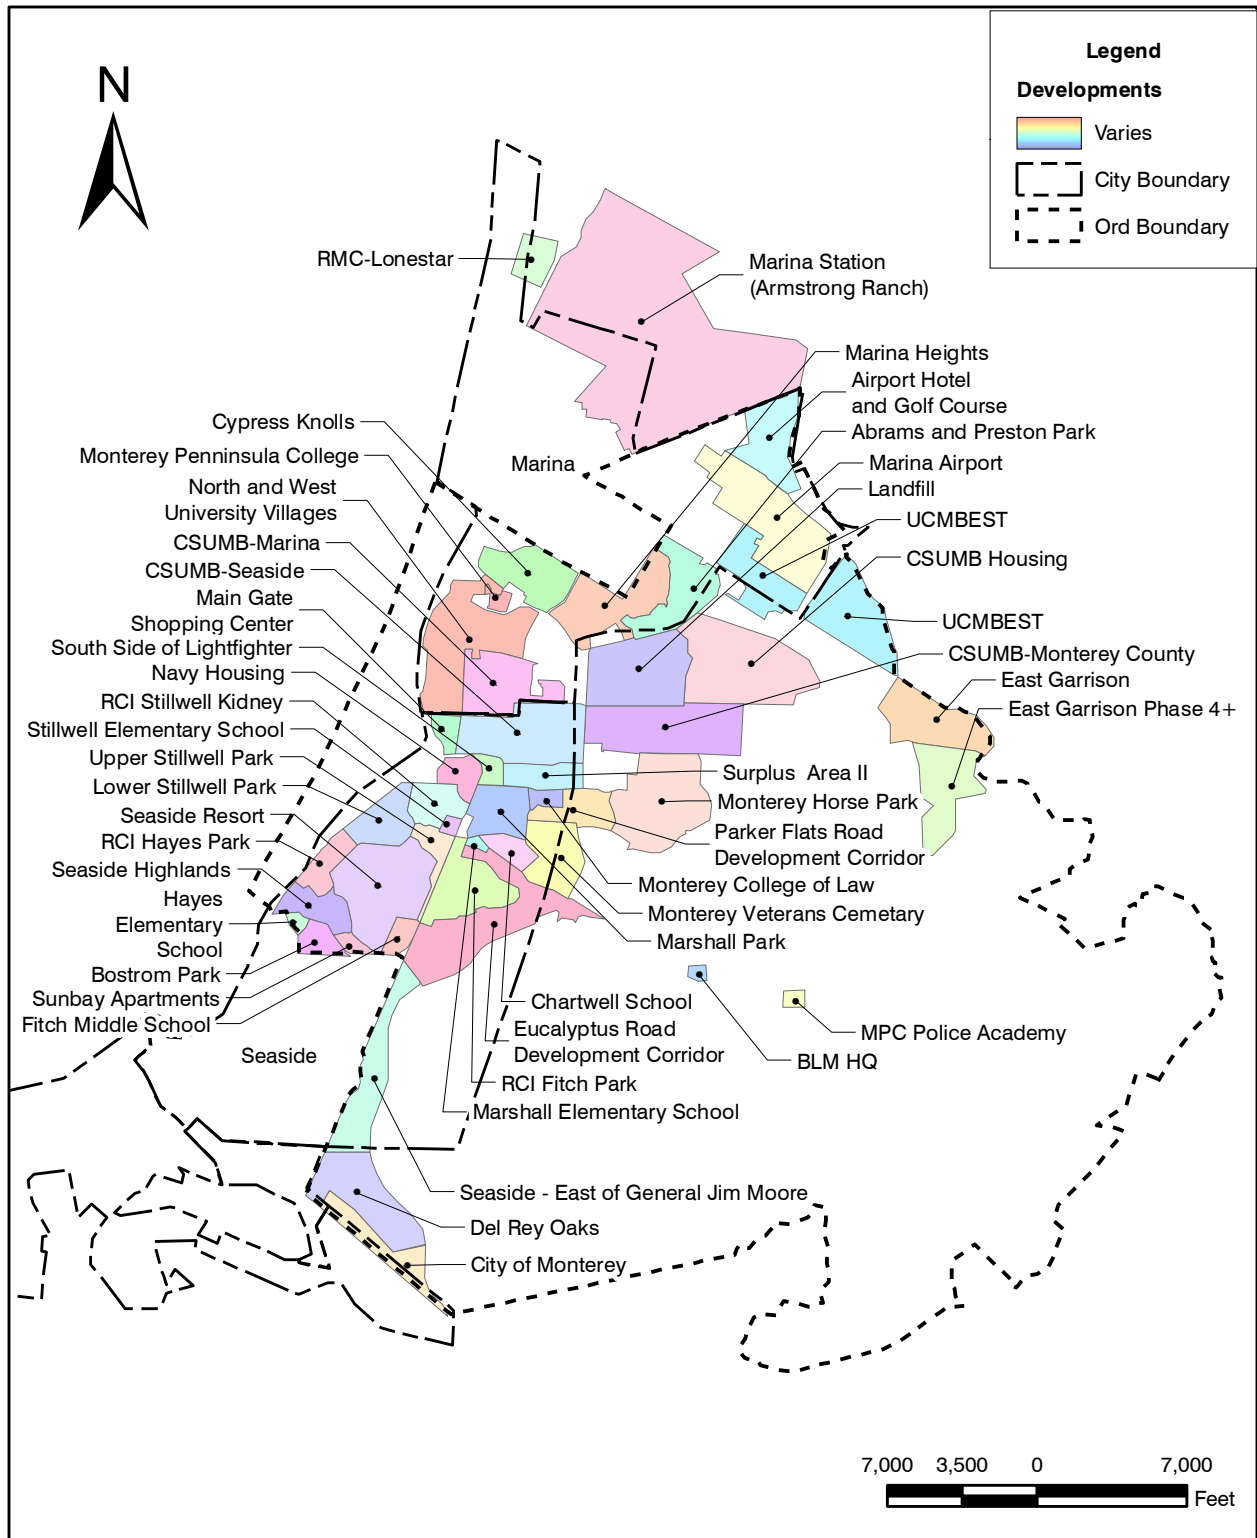 Legend
Developments
Varies
City Boundary
Ord Boundary
N
RMC-Lonestar
Marina Station
(Armstrong Ranch)
Marina Heights
Airport Hotel
and Golf Course
Abrams and Preston Park
Marina Airport
Landfill
UCMBEST
CSUMB Housing
UCMBEST
CSUMB-Monterey County
East Garrison
East Garrison Phase 4+
Marina
Cypress Knolls
Monterey Penninsula College
North and West
University Villages
CSUMB-Marina
CSUMB-Seaside
Main Gate
Shopping Center
South Side of Lightfighter
Navy Housing
RCI Stillwell Kidney
Stillwell Elementary School
Upper Stillwell Park
Lower Stillwell Park
Seaside Resort
RCI Hayes Park
Seaside Highlands
Hayes
Elementary
School
Bostrom Park
Sunbay Apartments
Fitch Middle School
Surplus Area II
Monterey Horse Park
Parker Flats Road
Development Corridor
Monterey College of Law
Monterey Veterans Cemetary
Marshall Park
Chartwell School
Eucalyptus Road
Development Corridor
RCI Fitch Park
Marshall Elementary School
MPC Police Academy
BLM HQ
Seaside
Seaside - East of General Jim Moore
Del Rey Oaks
City of Monterey
7,000 3,500 0 7,000
Feet